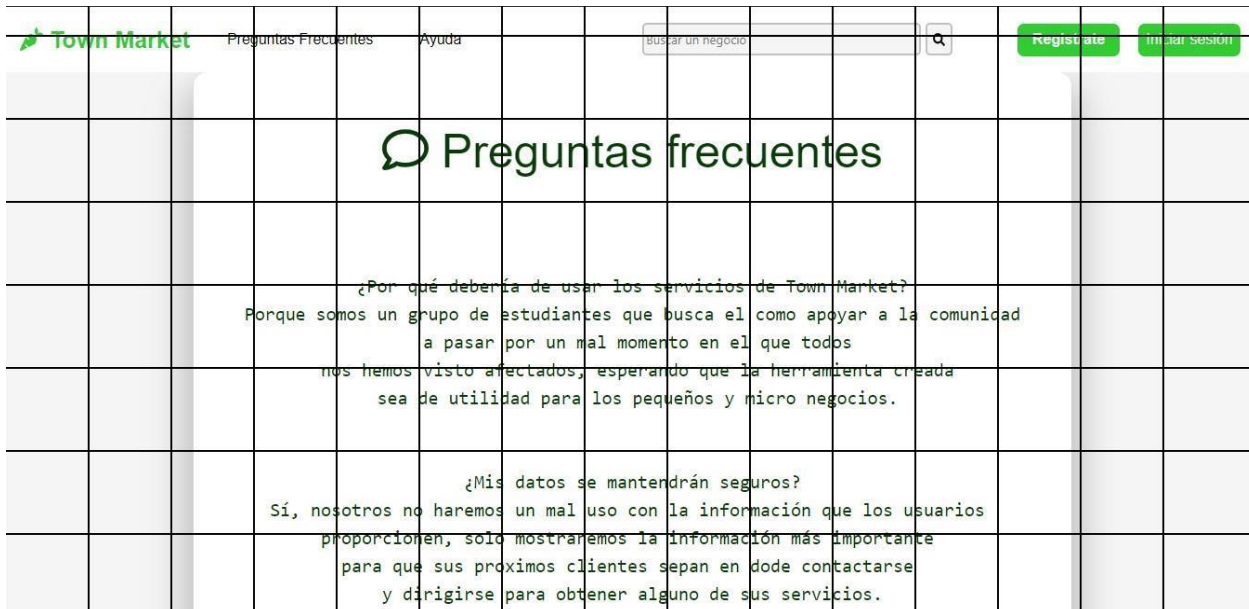 Town Market Preguntas Frecuentes Ayuda Buscar un negocio Registrate Iniciar sesión
Preguntas frecuentes
¿Por qué debería de usar los servicios de Town Market?
Porque somos un grupo de estudiantes que busca el como apoyar a la comunidad
a pasar por un mal momento en el que todos
nos hemos visto afectados, esperando que la herramienta creada
sea de utilidad para los pequeños y micro negocios.
¿Mis datos se mantendrán seguros?
Sí, nosotros no haremos un mal uso con la información que los usuarios
proporcionen, solo mostraremos la información más importante
para que sus proximos clientes sepan en dode contactarse
y dirigirse para obtener alguno de sus servicios.